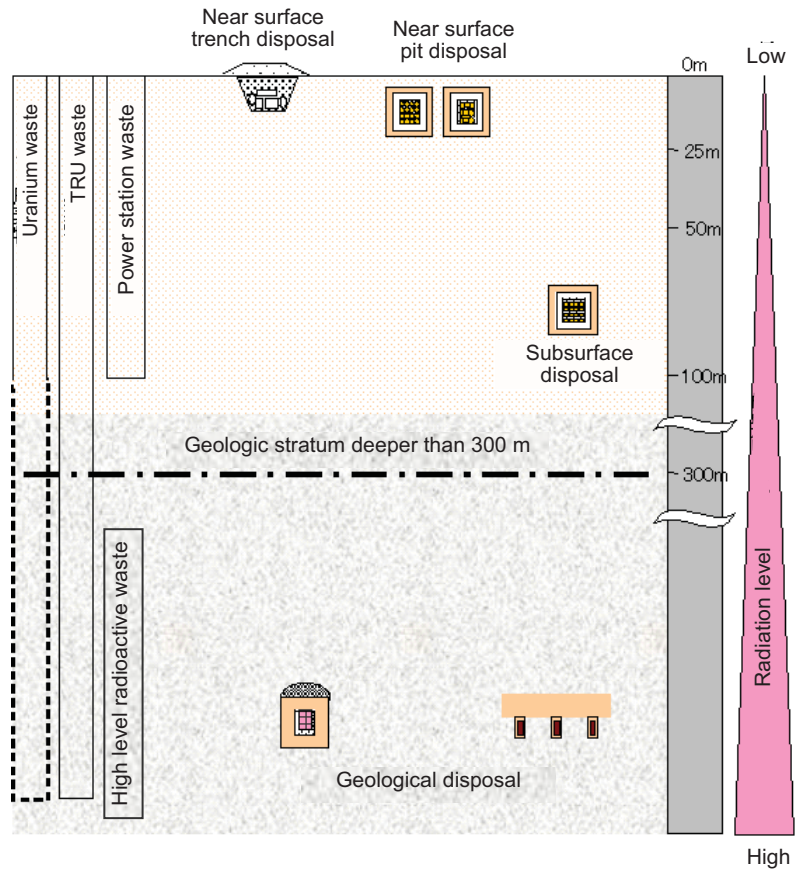 Near surface
trench disposal
Near surface
pit disposal
0m
Low
Uranium waste
TRU waste
Power station waste
25m
50m
Subsurface
disposal
100m
Geologic stratum deeper than 300 m
300m
High level radioactive waste
Radiation level
Geological disposal
High